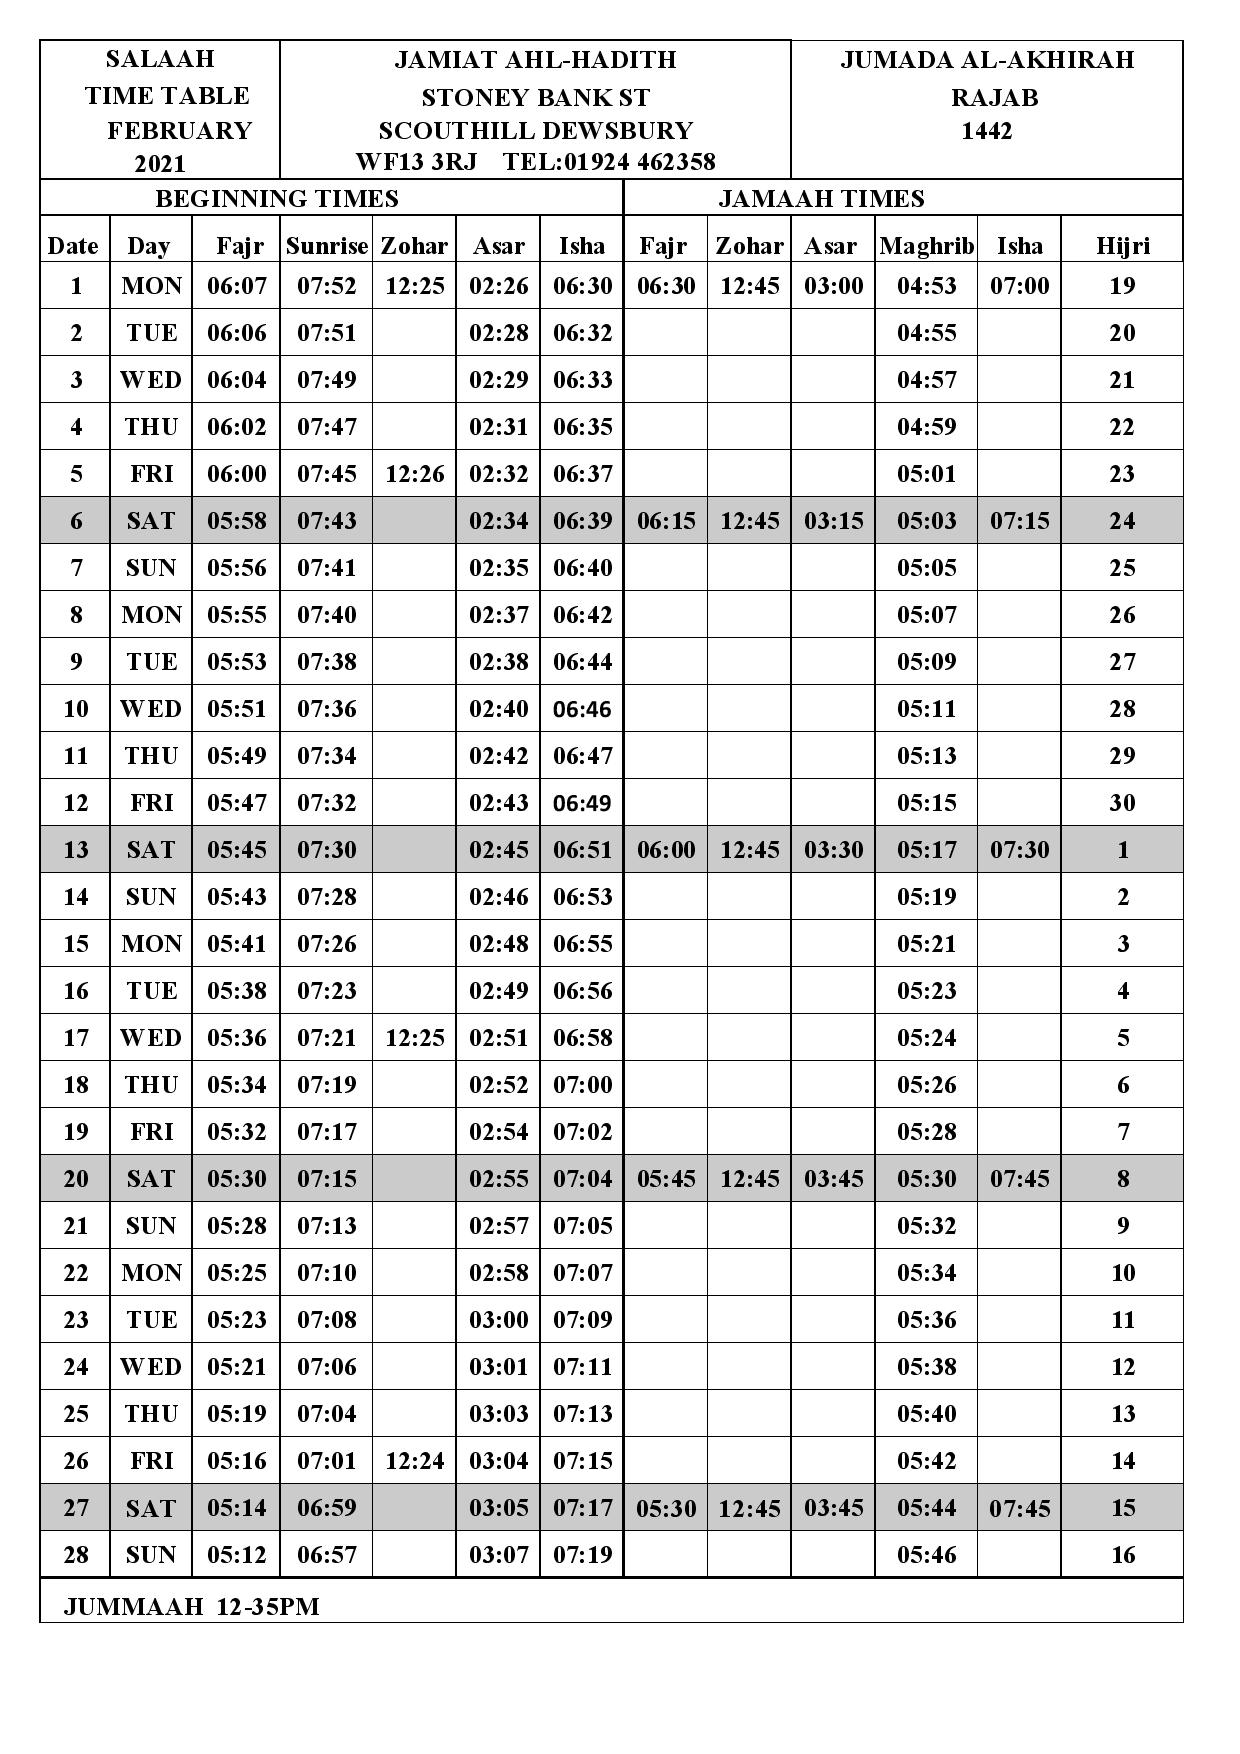 SALAAH
TIME TABLE
FEBRUARY
2021
JAMIAT AHL-HADITH
STONEY BANK ST
SCOUTHILL DEWSBURY
WF13 3RJ TEL:01924 462358
JUMADA AL-AKHIRAH
RAJAB
1442
BEGINNING TIMES JAMAAH TIMES
Date Day Fajr Sunrise Zohar Asar Isha Fajr Zohar Asar Maghrib Isha Hijri
1 MON 06:07 07:52 12:25 02:26 06:30 06:30 12:45 03:00 04:53 07:00 19
2 TUE 06:06 07:51 02:28 06:32 04:55 20
3 WED 06:04 07:49 02:29 06:33 04:57 21
4 THU 06:02 07:47 02:31 06:35 04:59 22
5 FRI 06:00 07:45 12:26 02:32 06:37 05:01 23
6 SAT 05:58 07:43 02:34 06:39 06:15 12:45 03:15 05:03 07:15 24
7 SUN 05:56 07:41 02:35 06:40 05:05 25
8 MON 05:55 07:40 02:37 06:42 05:07 26
9 TUE 05:53 07:38 02:38 06:44 05:09 27
10 WED 05:51 07:36 02:40 06:46 05:11 28
11 THU 05:49 07:34 02:42 06:47 05:13 29
12 FRI 05:47 07:32 02:43 06:49 05:15 30
13 SAT 05:45 07:30 02:45 06:51 06:00 12:45 03:30 05:17 07:30 1
14 SUN 05:43 07:28 02:46 06:53 05:19 2
15 MON 05:41 07:26 02:48 06:55 05:21 3
16 TUE 05:38 07:23 02:49 06:56 05:23 4
17 WED 05:36 07:21 12:25 02:51 06:58 05:24 5
18 THU 05:34 07:19 02:52 07:00 05:26 6
19 FRI 05:32 07:17 02:54 07:02 05:28 7
20 SAT 05:30 07:15 02:55 07:04 05:45 12:45 03:45 05:30 07:45 8
21 SUN 05:28 07:13 02:57 07:05 05:32 9
22 MON 05:25 07:10 02:58 07:07 05:34 10
23 TUE 05:23 07:08 03:00 07:09 05:36 11
24 WED 05:21 07:06 03:01 07:11 05:38 12
25 THU 05:19 07:04 03:03 07:13 05:40 13
26 FRI 05:16 07:01 12:24 03:04 07:15 05:42 14
27 SAT 05:14 06:59 03:05 07:17 05:30 12:45 03:45 05:44 07:45 15
28 SUN 05:12 06:57 03:07 07:19 05:46 16
JUMMAAH 12-35PM